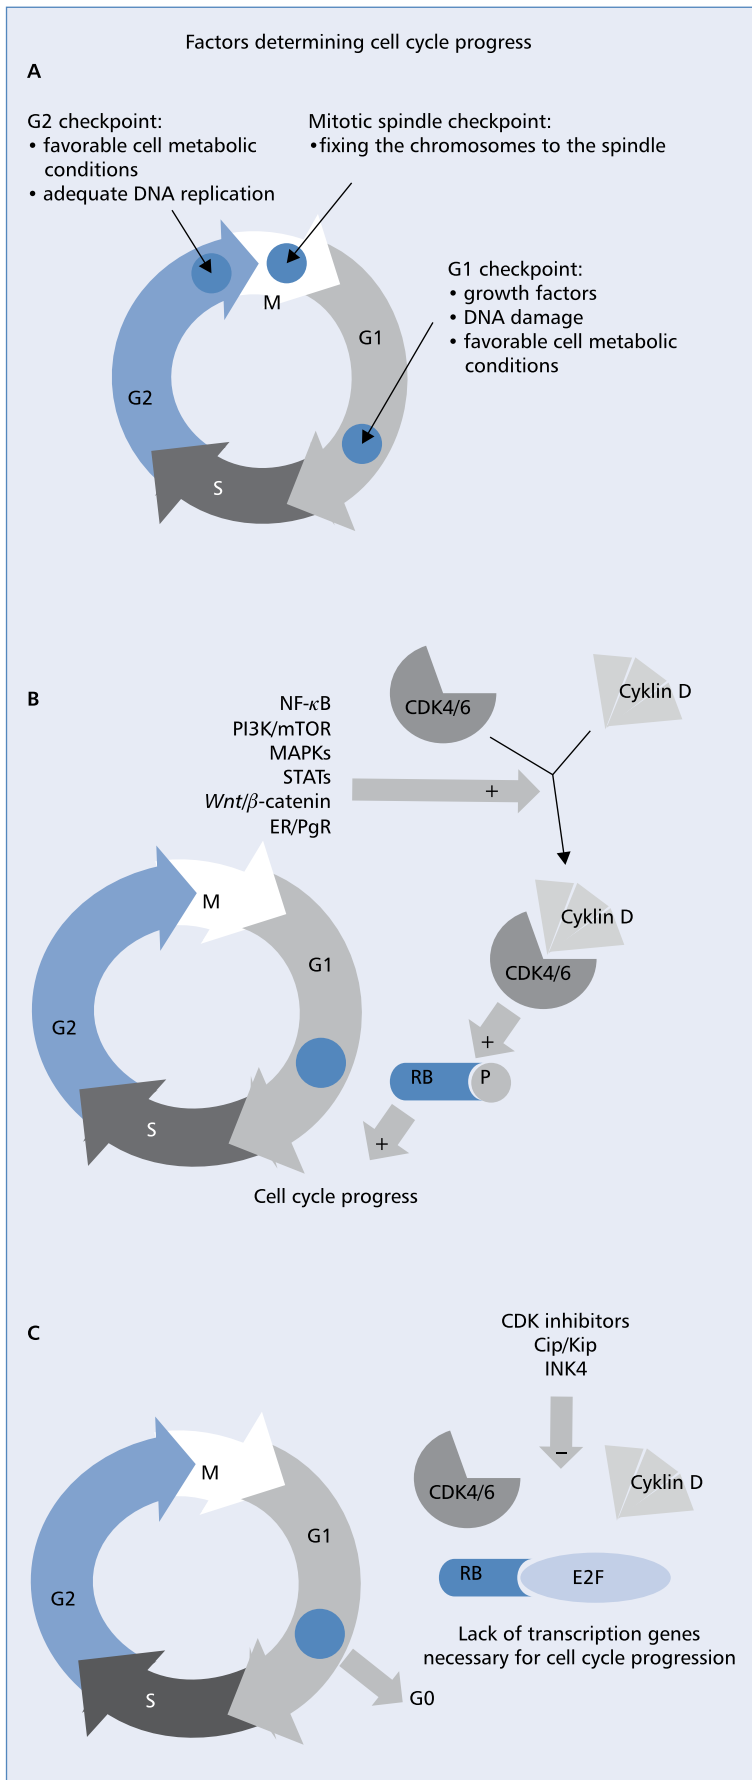 Factors determining cell cycle progress
A
G2 checkpoint:
• favorable cell metabolic
conditions
• adequate DNA replication
Mitotic spindle checkpoint:
•fixing the chromosomes to the spindle
G1 checkpoint:
• growth factors
• DNA damage
• favorable cell metabolic
conditions
M
G1
G2
S
B
NF-κB
PI3K/mTOR
MAPKs
STATs
Wnt/β-catenin
ER/PgR
CDK4/6
Cyklin D
+
Cyklin D
CDK4/6
+
RB
P
+
Cell cycle progress
M
G1
G2
S
C
CDK inhibitors
Cip/Kip
INK4
–
CDK4/6
Cyklin D
RB
E2F
Lack of transcription genes
necessary for cell cycle progression
M
G1
G2
S
G0